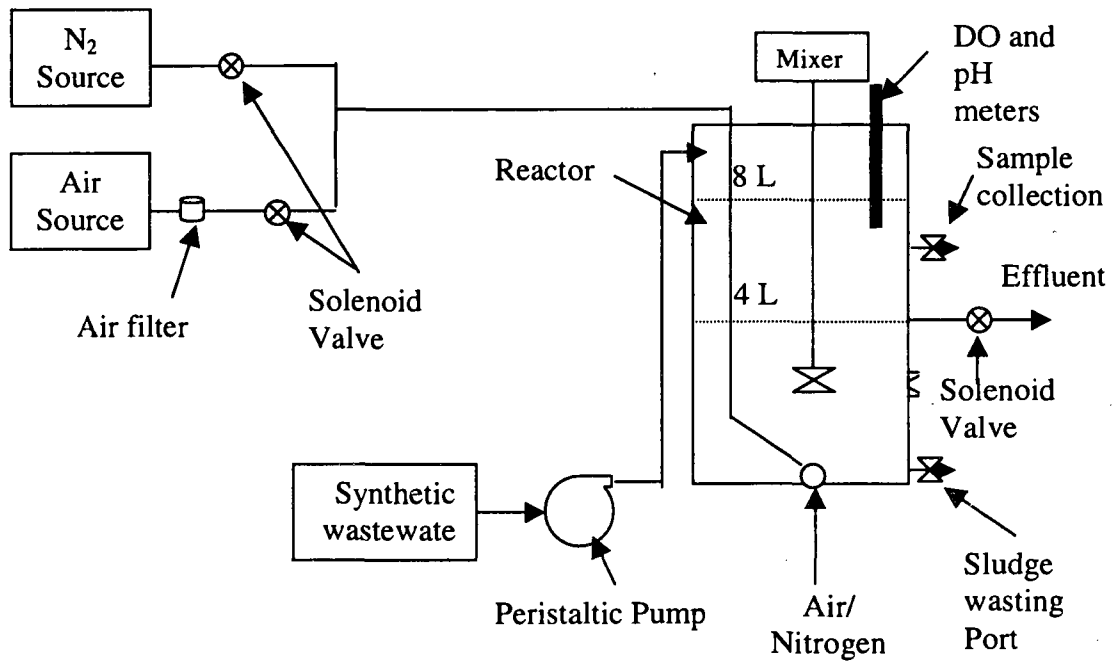 N₂
Source
Air
Source
Air filter
Solenoid
Valve
Mixer
DO and
pH
meters
Reactor
8 L
4 L
Sample
collection
Effluent
Solenoid
Valve
Synthetic
wastewate
Peristaltic Pump
Air/
Nitrogen
Sludge
wasting
Port